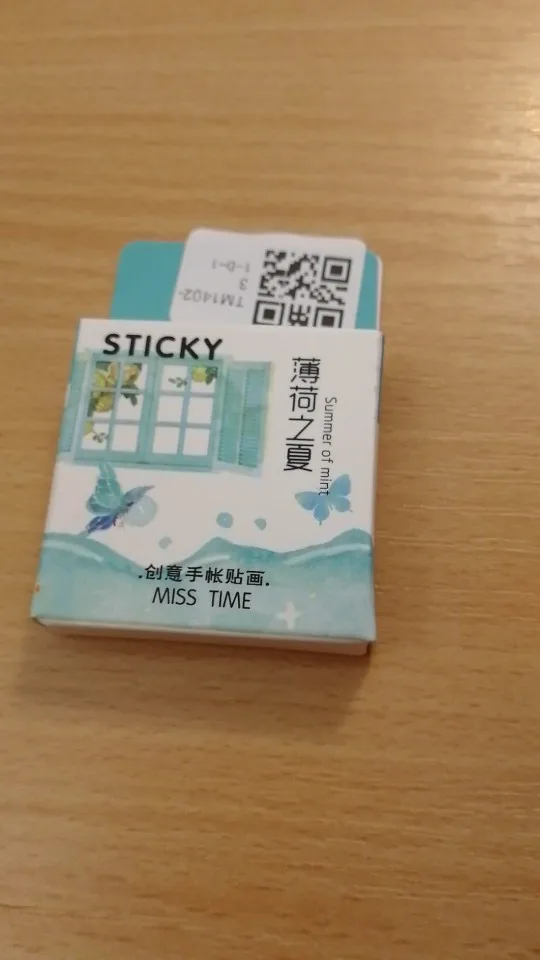 TM1402-
3
1-D-1
STICKY
薄荷之夏
Summer of mint
.创意手帐贴画.
MISS TIME